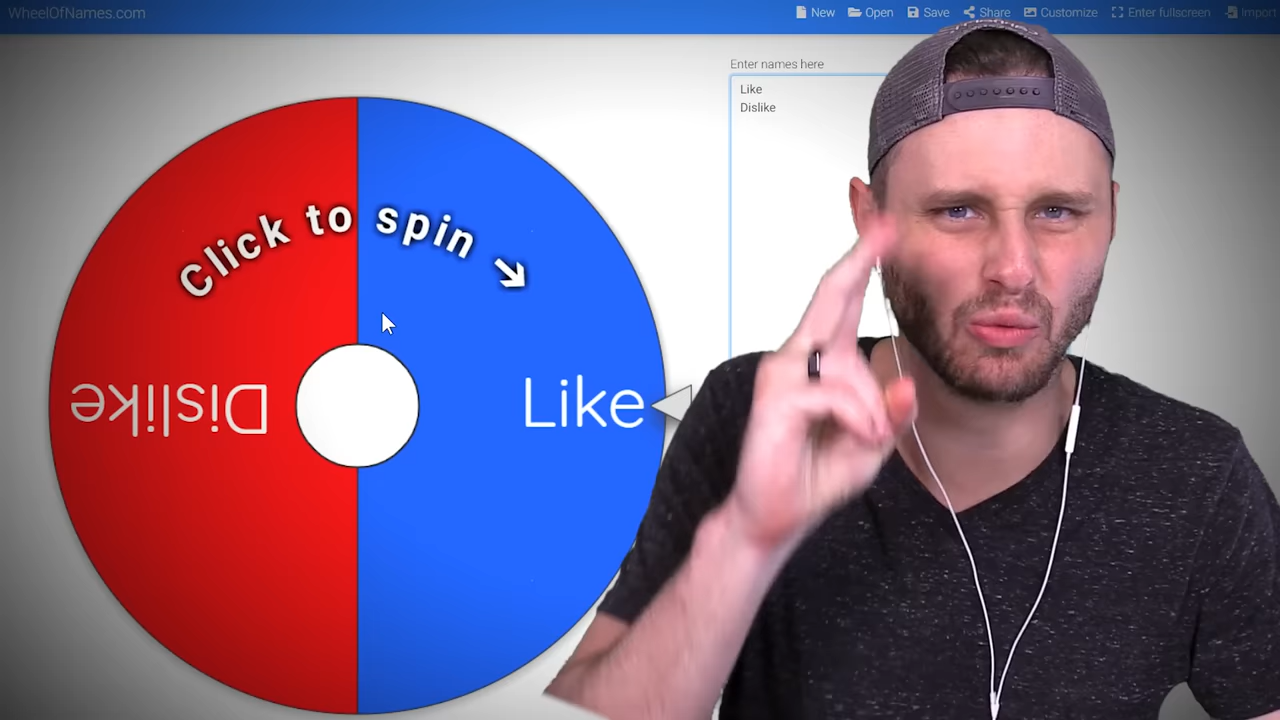 WheelOfNames.com
New Open Save Share Customize Enter fullscreen Import
Enter names here
Like
Dislike
Click to spin
Dislike
Like